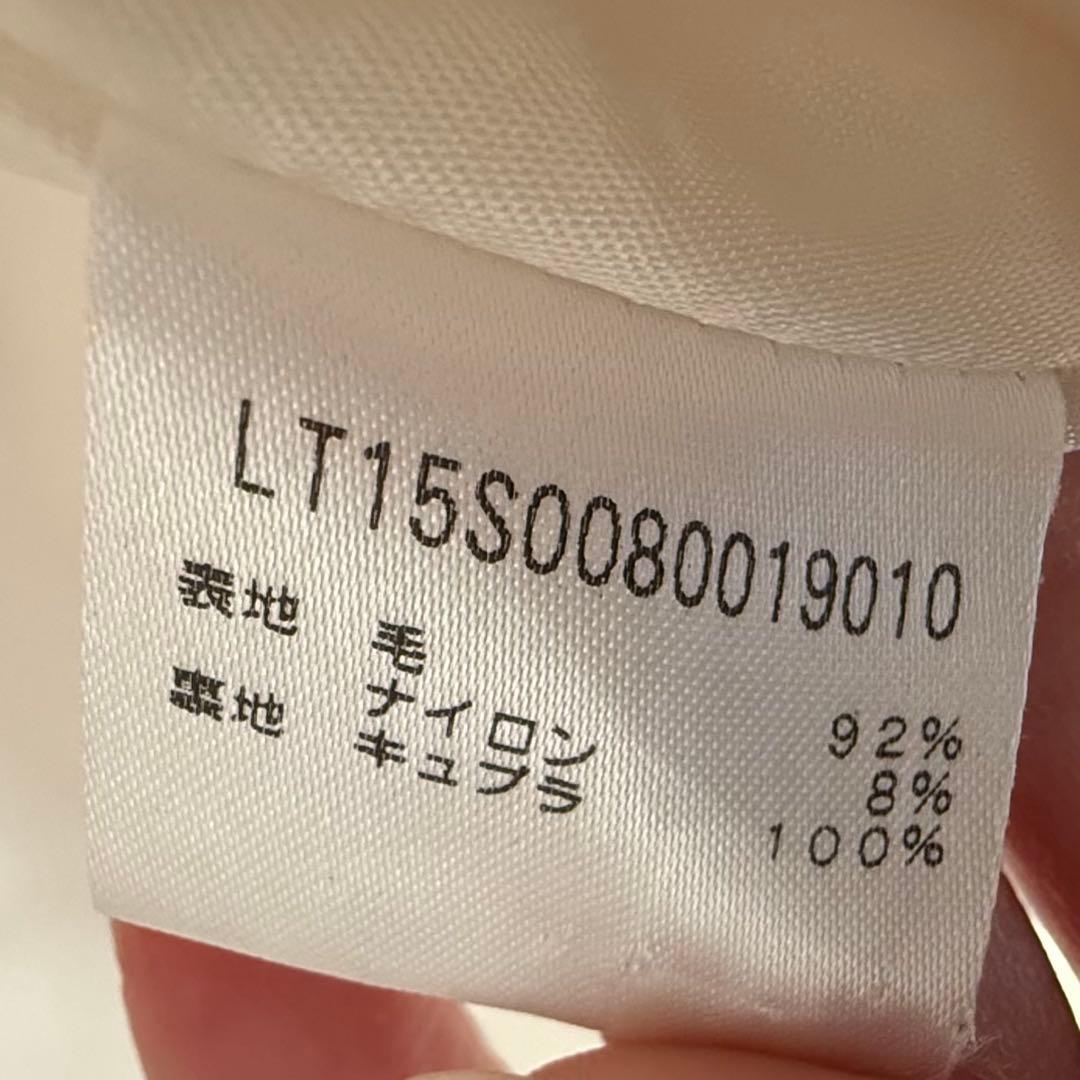 LT15S0080019010
表地 毛 92%
ナイロン 8%
裏地 キュプラ 100%